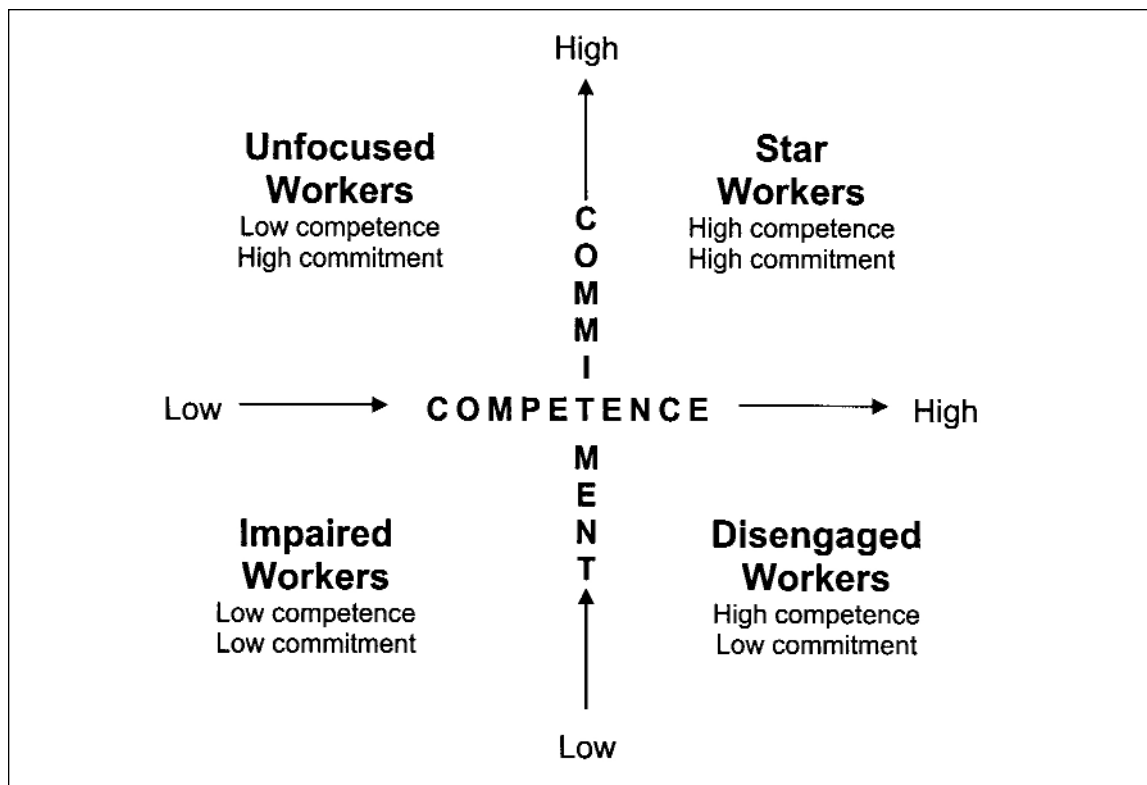 High
Unfocused
Workers
Low competence
High commitment
Star
Workers
High competence
High commitment
COMMITMENT
Low
COMPETENCE
High
Impaired
Workers
Low competence
Low commitment
Disengaged
Workers
High competence
Low commitment
Low